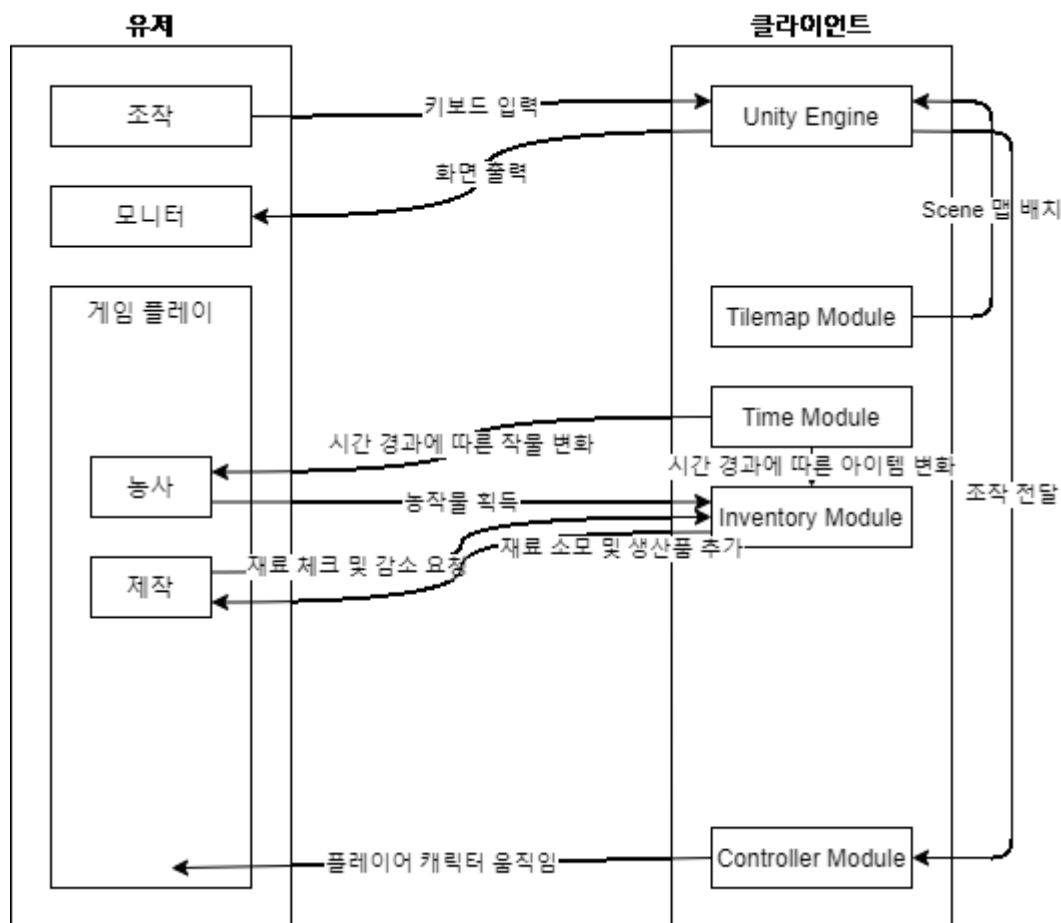 유저
클라이언트
조작
키보드 입력
Unity Engine
화면 출력
모니터
Scene 맵 배치
게임 플레이
Tilemap Module
Time Module
시간 경과에 따른 작물 변화
시간 경과에 따른 아이템 변화
농사
농작물 획득
Inventory Module
조작 전달
재료 소모 및 생산품 추가
재료 체크 및 감소 요청
제작
Controller Module
플레이어 캐릭터 움직임